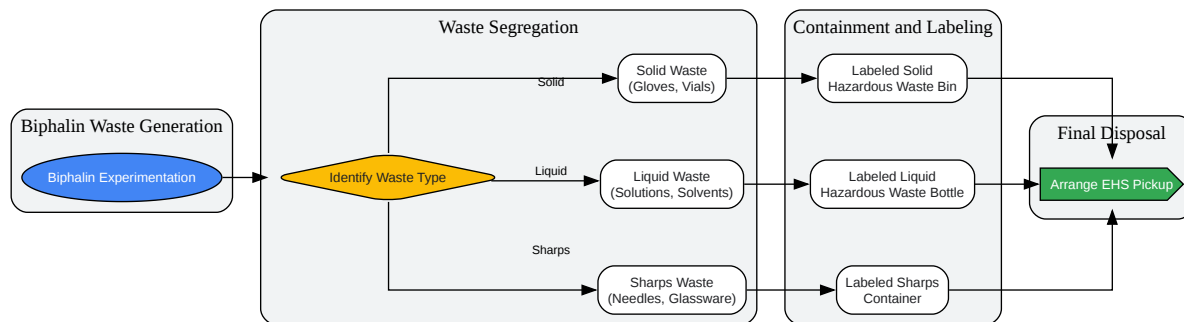 Waste Segregation
Containment and Labeling
Solid
Solid Waste
(Gloves, Vials)
Labeled Solid
Hazardous Waste Bin
Biphalin Waste Generation
Final Disposal
Biphalin Experimentation
Identify Waste Type
Liquid
Liquid Waste
(Solutions, Solvents)
Labeled Liquid
Hazardous Waste Bottle
Arrange EHS Pickup
Sharps
Sharps Waste
(Needles, Glassware)
Labeled Sharps
Container